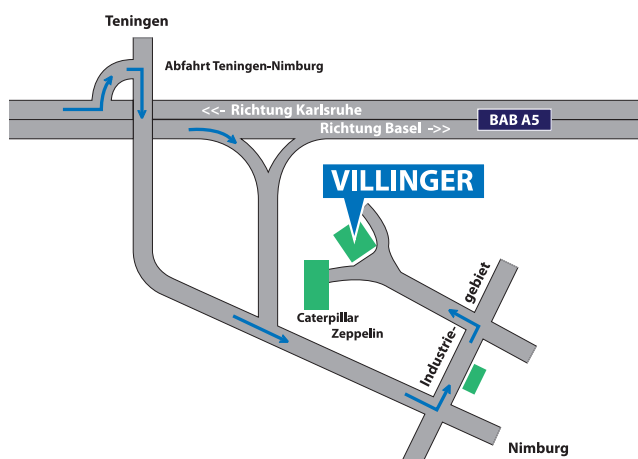 Teningen
Abfahrt Teningen-Nimburg
<<- Richtung Karlsruhe
Richtung Basel ->>
BAB A5
VILLINGER
Caterpillar
Zeppelin
Industrie-
gebiet
Nimburg